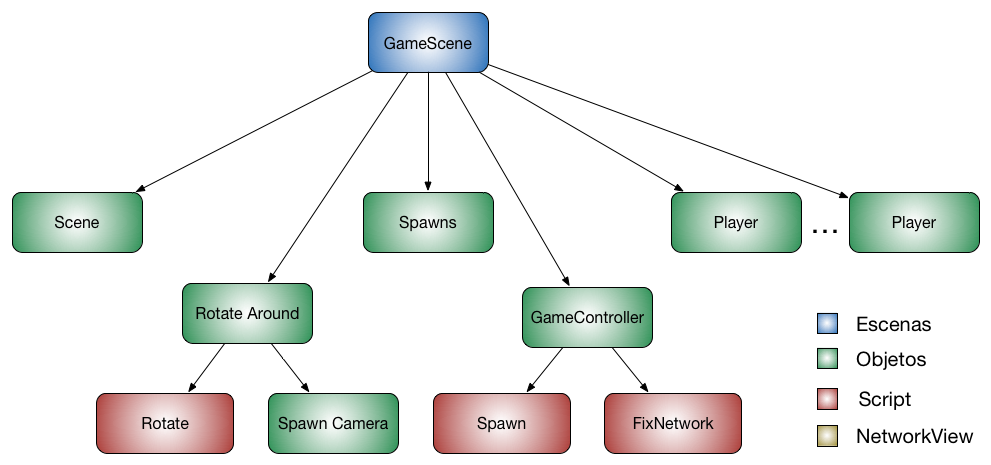 GameScene
Scene
Spawns
Player
...
Player
Rotate Around
GameController
Rotate
Spawn Camera
Spawn
FixNetwork
Escenas
Objetos
Script
NetworkView